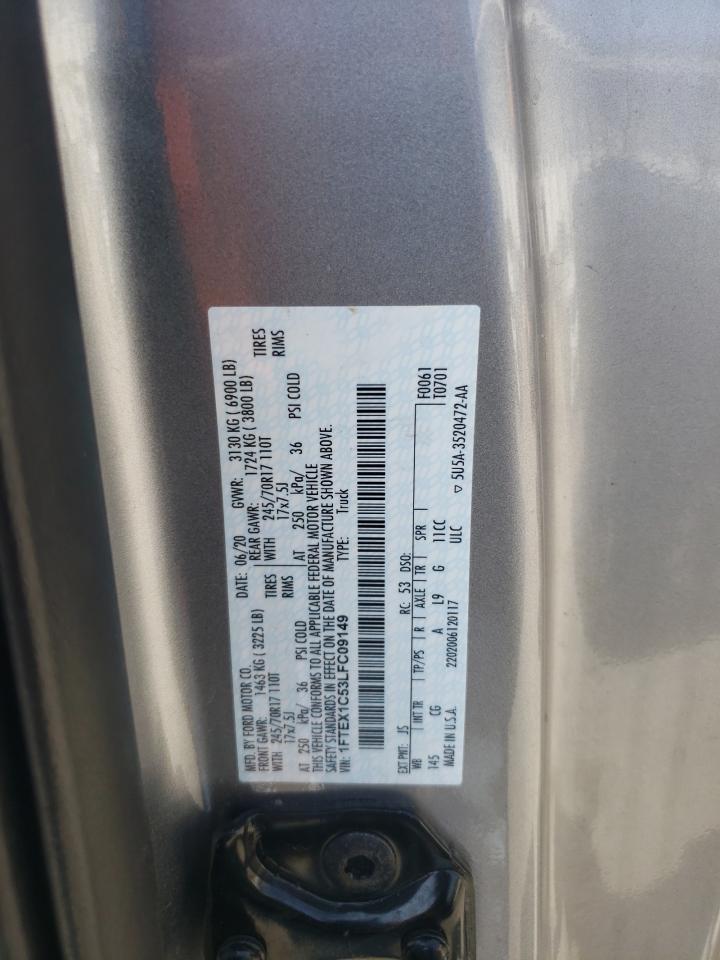 MFD. BY FORD MOTOR CO.
DATE: 06/20 GVWR: 3130 KG ( 6900 LB)
FRONT GAWR: 1463 KG ( 3225 LB)
REAR GAWR: 1724 KG ( 3800 LB)
WITH 245/70R17 110T TIRES
WITH 245/70R17 110T TIRES
17x7.5J RIMS
17x7.5J RIMS
AT 250 kPa/ 36 PSI COLD
AT 250 kPa/ 36 PSI COLD
THIS VEHICLE CONFORMS TO ALL APPLICABLE FEDERAL MOTOR VEHICLE
SAFETY STANDARDS IN EFFECT ON THE DATE OF MANUFACTURE SHOWN ABOVE.
VIN: 1FTEX1C53LFC09149 TYPE: Truck
EXT PNT: JS RC: 53 DSO: F0061
WB INT TR TP/PS R AXLE TR SPR T0701
145 CG A L9 G 11CC
MADE IN U.S.A. 2202006120117 ULC
▽ 5U5A-3520472-AA